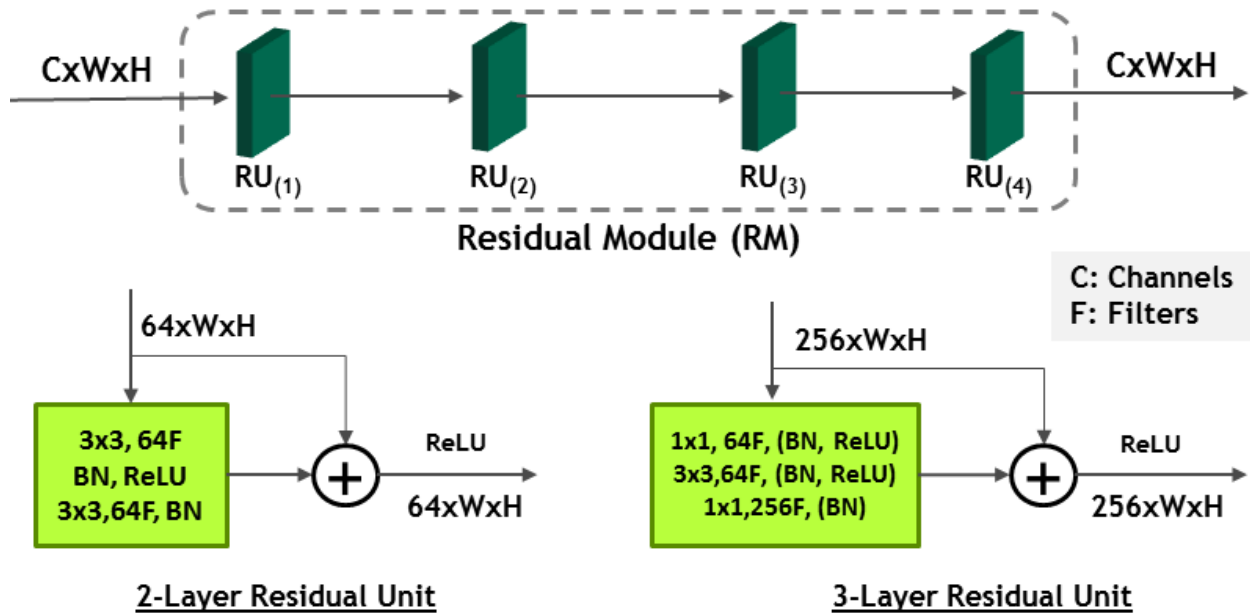 CxWxH
CxWxH
RU(1)
RU(2)
RU(3)
RU(4)
Residual Module (RM)
C: Channels
F: Filters
64xWxH
3x3, 64F
BN, ReLU
3x3,64F, BN
+
ReLU
64xWxH
2-Layer Residual Unit
256xWxH
1x1, 64F, (BN, ReLU)
3x3,64F, (BN, ReLU)
1x1,256F, (BN)
+
ReLU
256xWxH
3-Layer Residual Unit